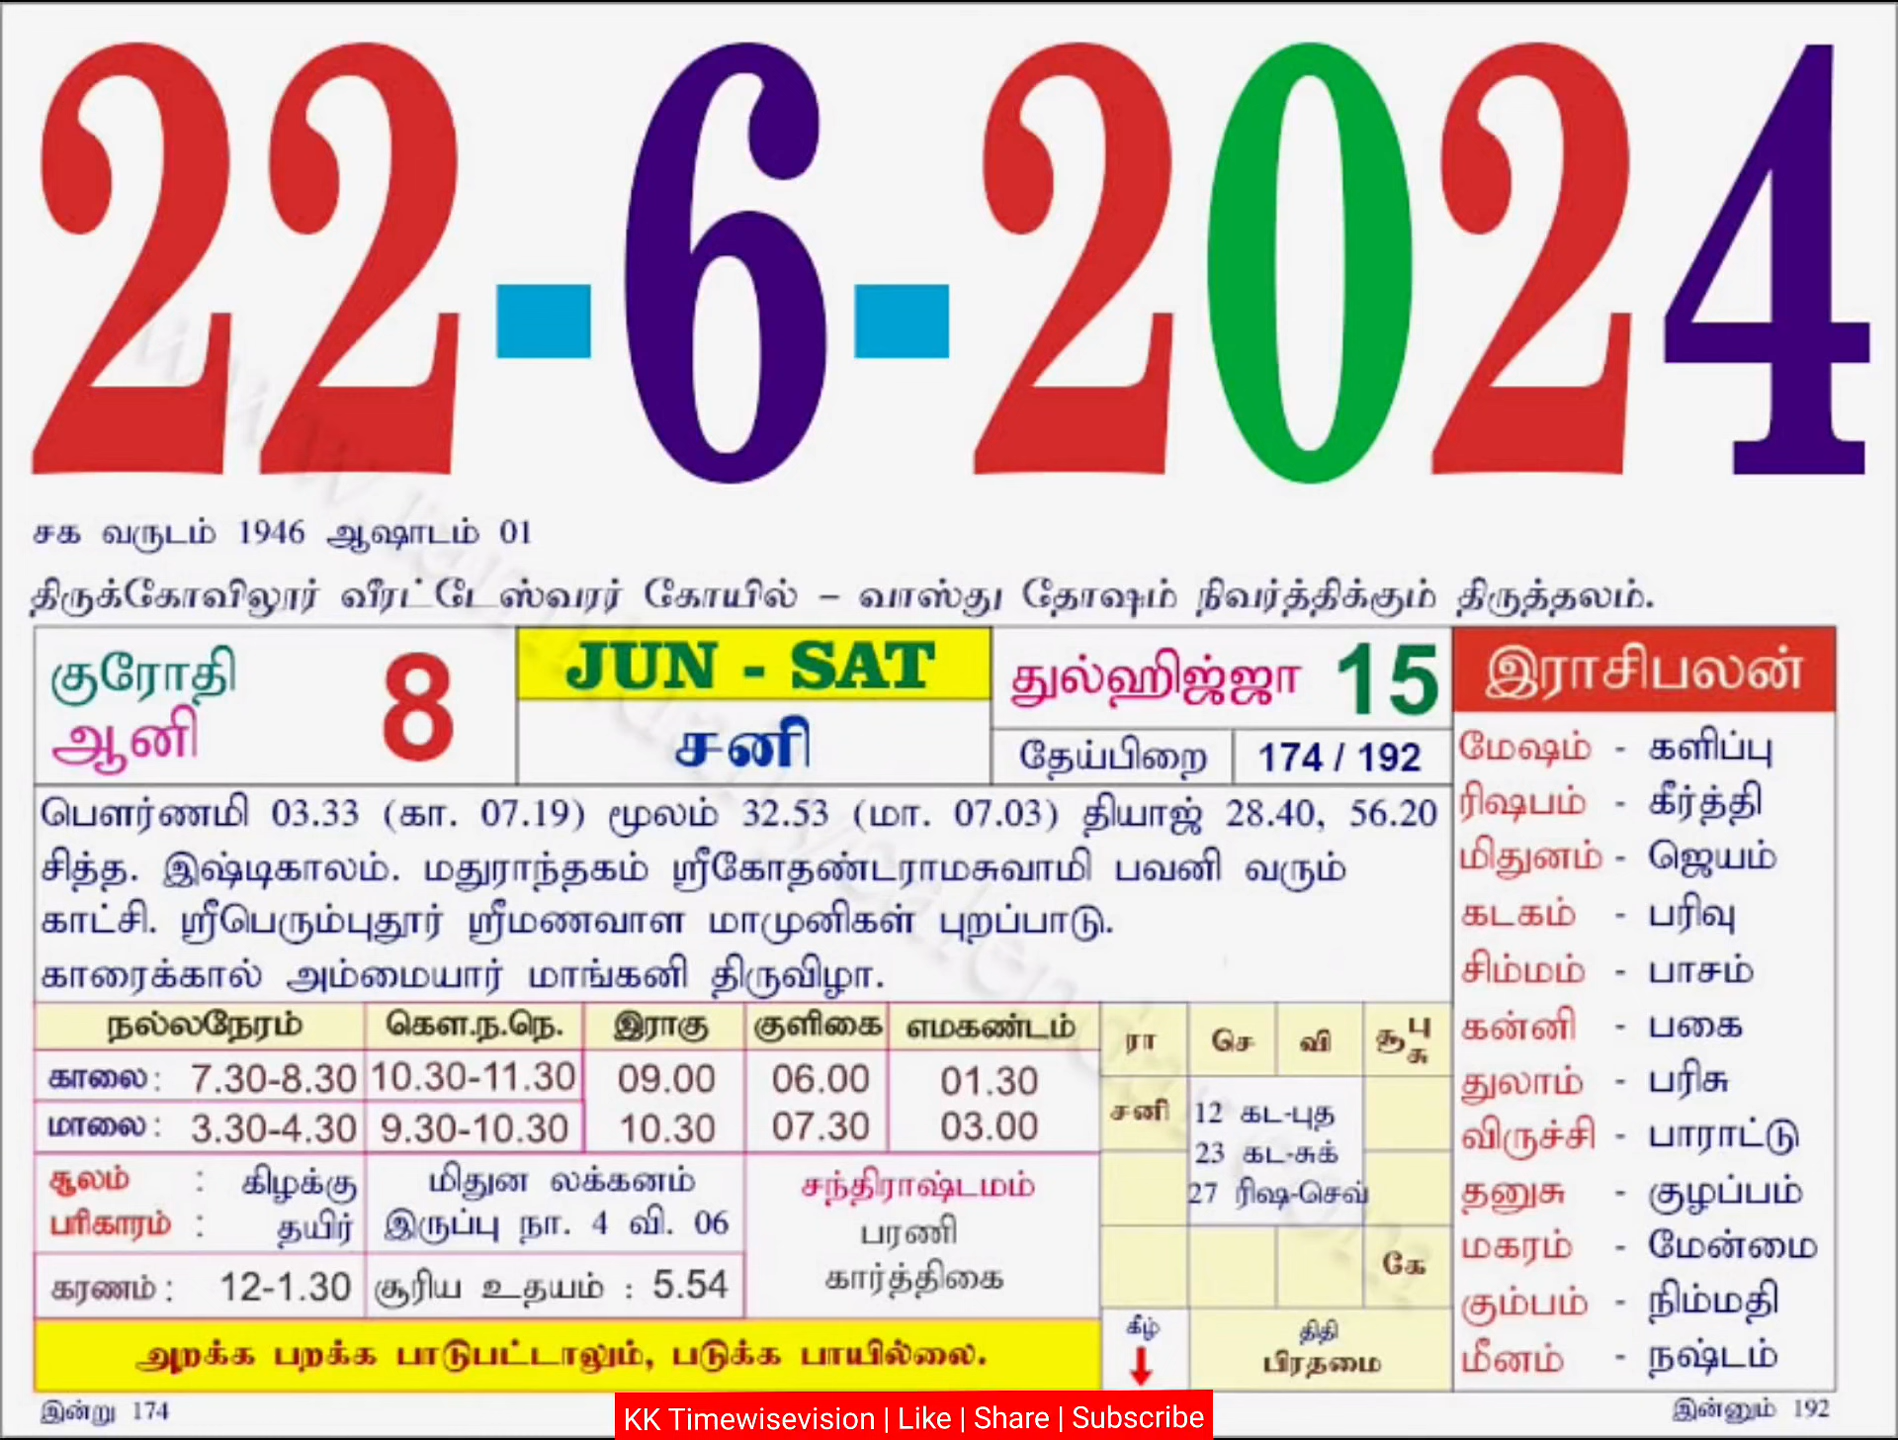 22-6-2024
சக வருடம் 1946 ஆஷாடம் 01
திருக்கோவிலூர் வீரட்டேஸ்வரர் கோயில் – வாஸ்து தோஷம் நிவர்த்திக்கும் திருத்தலம்.
குரோதி
ஆனி
8
JUN - SAT
சனி
துல்ஹிஜ்ஜா 15
தேய்பிறை 174 / 192
பௌர்ணமி 03.33 (கா. 07.19) மூலம் 32.53 (மா. 07.03) தியாஜ் 28.40, 56.20
சித்த. இஷ்டிகாலம். மதுராந்தகம் ஸ்ரீகோதண்டராமசுவாமி பவனி வரும்
காட்சி. ஸ்ரீபெரும்புதூர் ஸ்ரீமணவாள மாமுனிகள் புறப்பாடு.
காரைக்கால் அம்மையார் மாங்கனி திருவிழா.
நல்லநேரம் கௌ.ந.நெ. இராகு குளிகை எமகண்டம்
காலை : 7.30-8.30 10.30-11.30 09.00 06.00 01.30
மாலை : 3.30-4.30 9.30-10.30 10.30 07.30 03.00
சூலம் : கிழக்கு
பரிகாரம் : தயிர்
மிதுன லக்கனம்
இருப்பு நா. 4 வி. 06
சந்திராஷ்டமம்
பரணி
கார்த்திகை
கரணம் : 12-1.30 சூரிய உதயம் : 5.54
அறக்க பறக்க பாடுபட்டாலும், படுக்க பாயில்லை.
ரா செ வி சூ பு சு
சனி
12 கட-புத
23 கட-சுக்
27 ரிஷ-செவ்
கே
கீழ்
திதி
பிரதமை
இராசிபலன்
மேஷம் - களிப்பு
ரிஷபம் - கீர்த்தி
மிதுனம் - ஜெயம்
கடகம் - பரிவு
சிம்மம் - பாசம்
கன்னி - பகை
துலாம் - பரிசு
விருச்சி - பாராட்டு
தனுசு - குழப்பம்
மகரம் - மேன்மை
கும்பம் - நிம்மதி
மீனம் - நஷ்டம்
இன்று 174
KK Timewisevision | Like | Share | Subscribe
இன்னும் 192